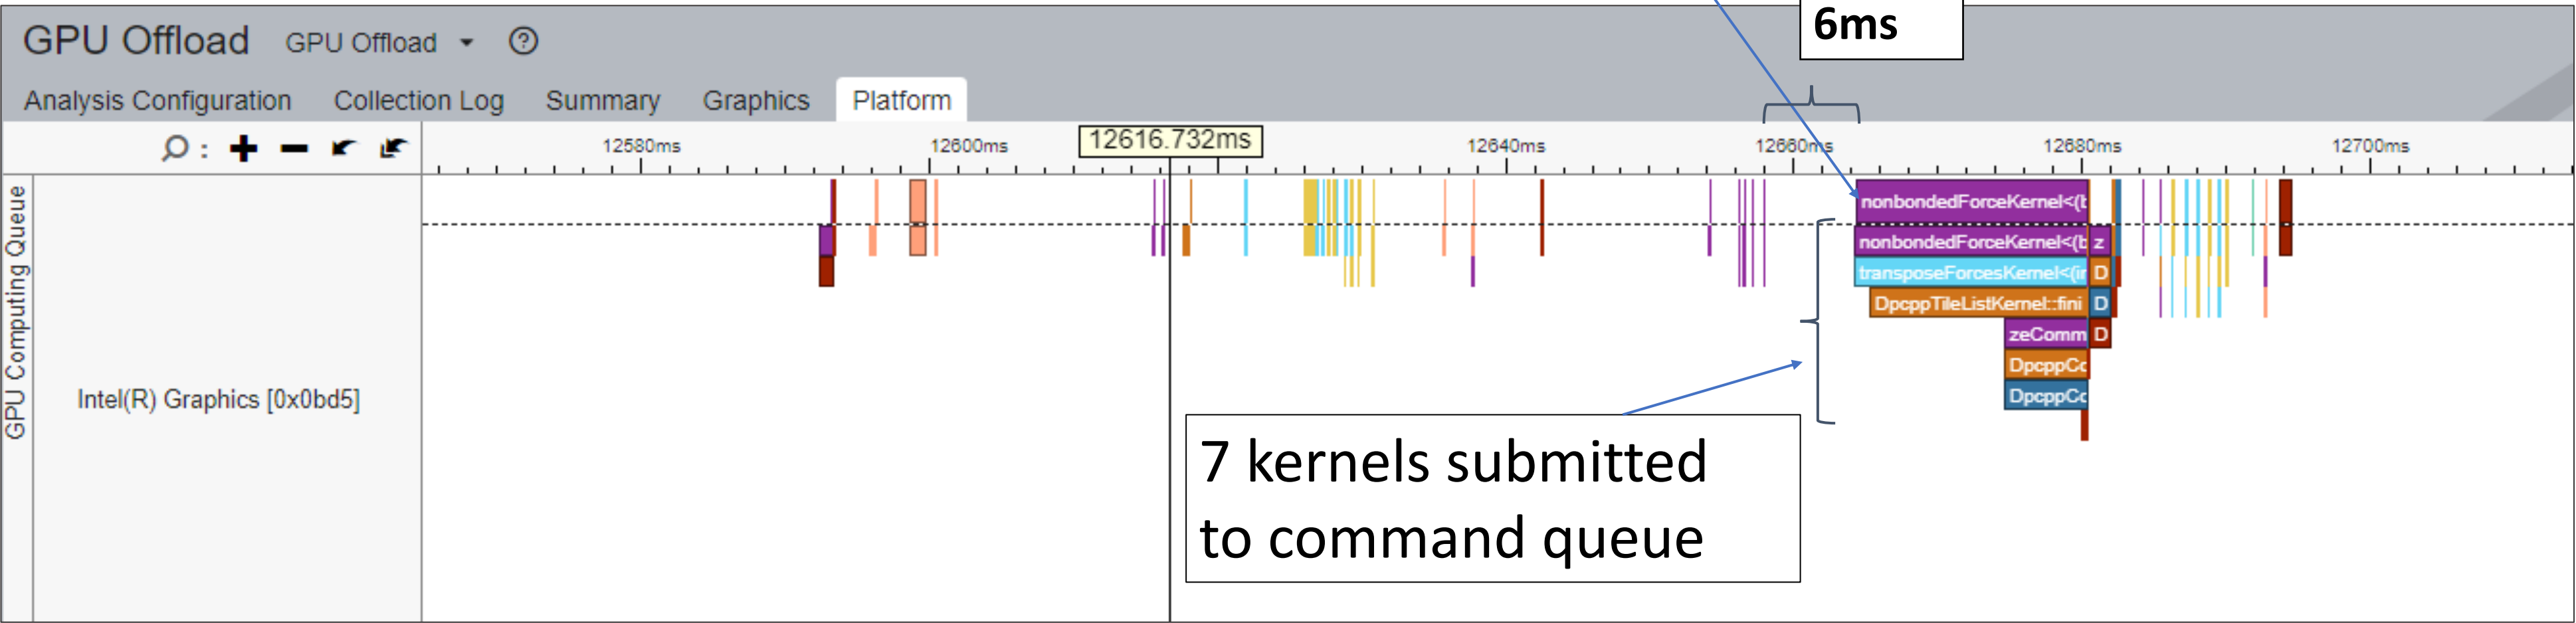 6ms
GPU Offload GPU Offload
Analysis Configuration Collection Log Summary Graphics Platform
12580ms 12600ms 12616.732ms 12640ms 12660ms 12680ms 12700ms
GPU Computing Queue
Intel(R) Graphics [0x0bd5]
nonbondedForceKernel<(b
nonbondedForceKernel<(b z
transposeForcesKernel<(ir D
DpcppTileListKernel::fini D
zeComm D
DpcppCc
DpcppCc
7 kernels submitted
to command queue